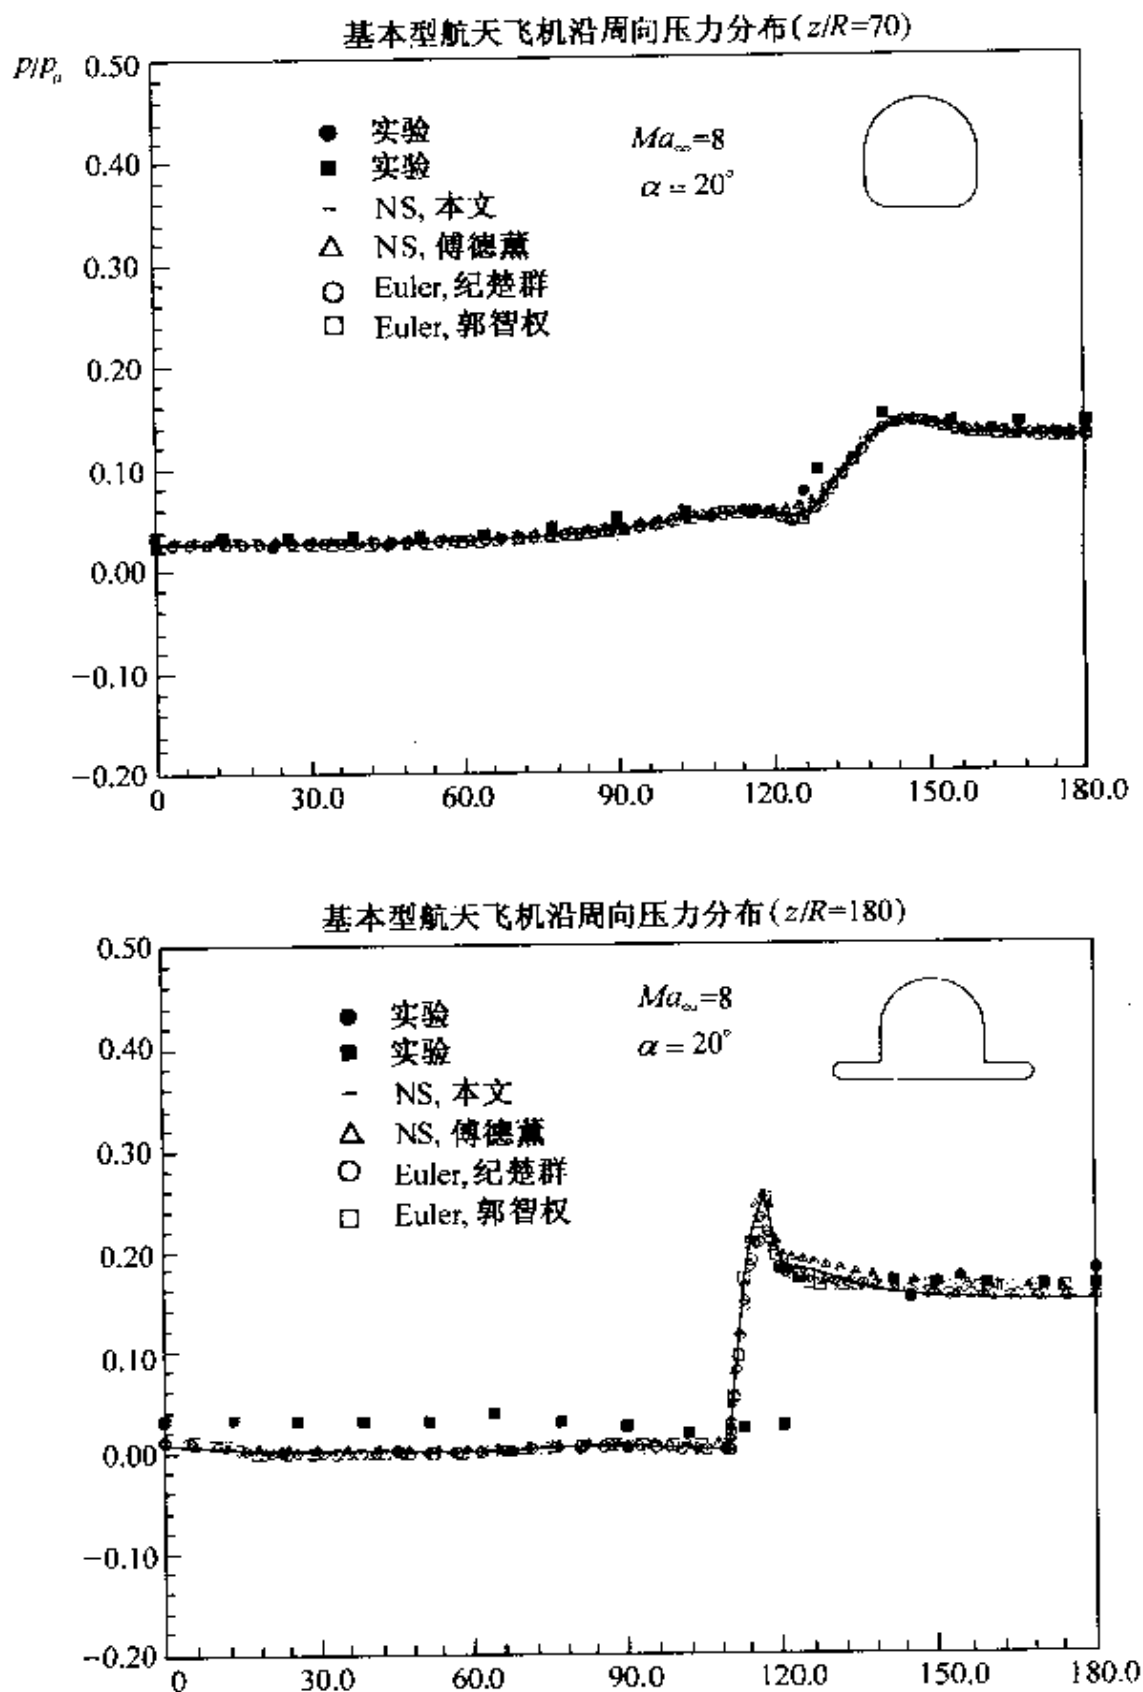 基本型航天飞机沿周向压力分布(z/R=70)
p/p₀
0.50
0.40
0.30
0.20
0.10
0.00
−0.10
−0.20
实验
实验
NS, 本文
NS, 傅德薰
Euler, 纪楚群
Euler, 郭智权
Ma∞=8
α = 20°
0 30.0 60.0 90.0 120.0 150.0 180.0
基本型航天飞机沿周向压力分布(z/R=180)
0.50
0.40
0.30
0.20
0.10
0.00
−0.10
−0.20
实验
实验
NS, 本文
NS, 傅德薰
Euler, 纪楚群
Euler, 郭智权
Ma∞=8
α = 20°
0 30.0 60.0 90.0 120.0 150.0 180.0